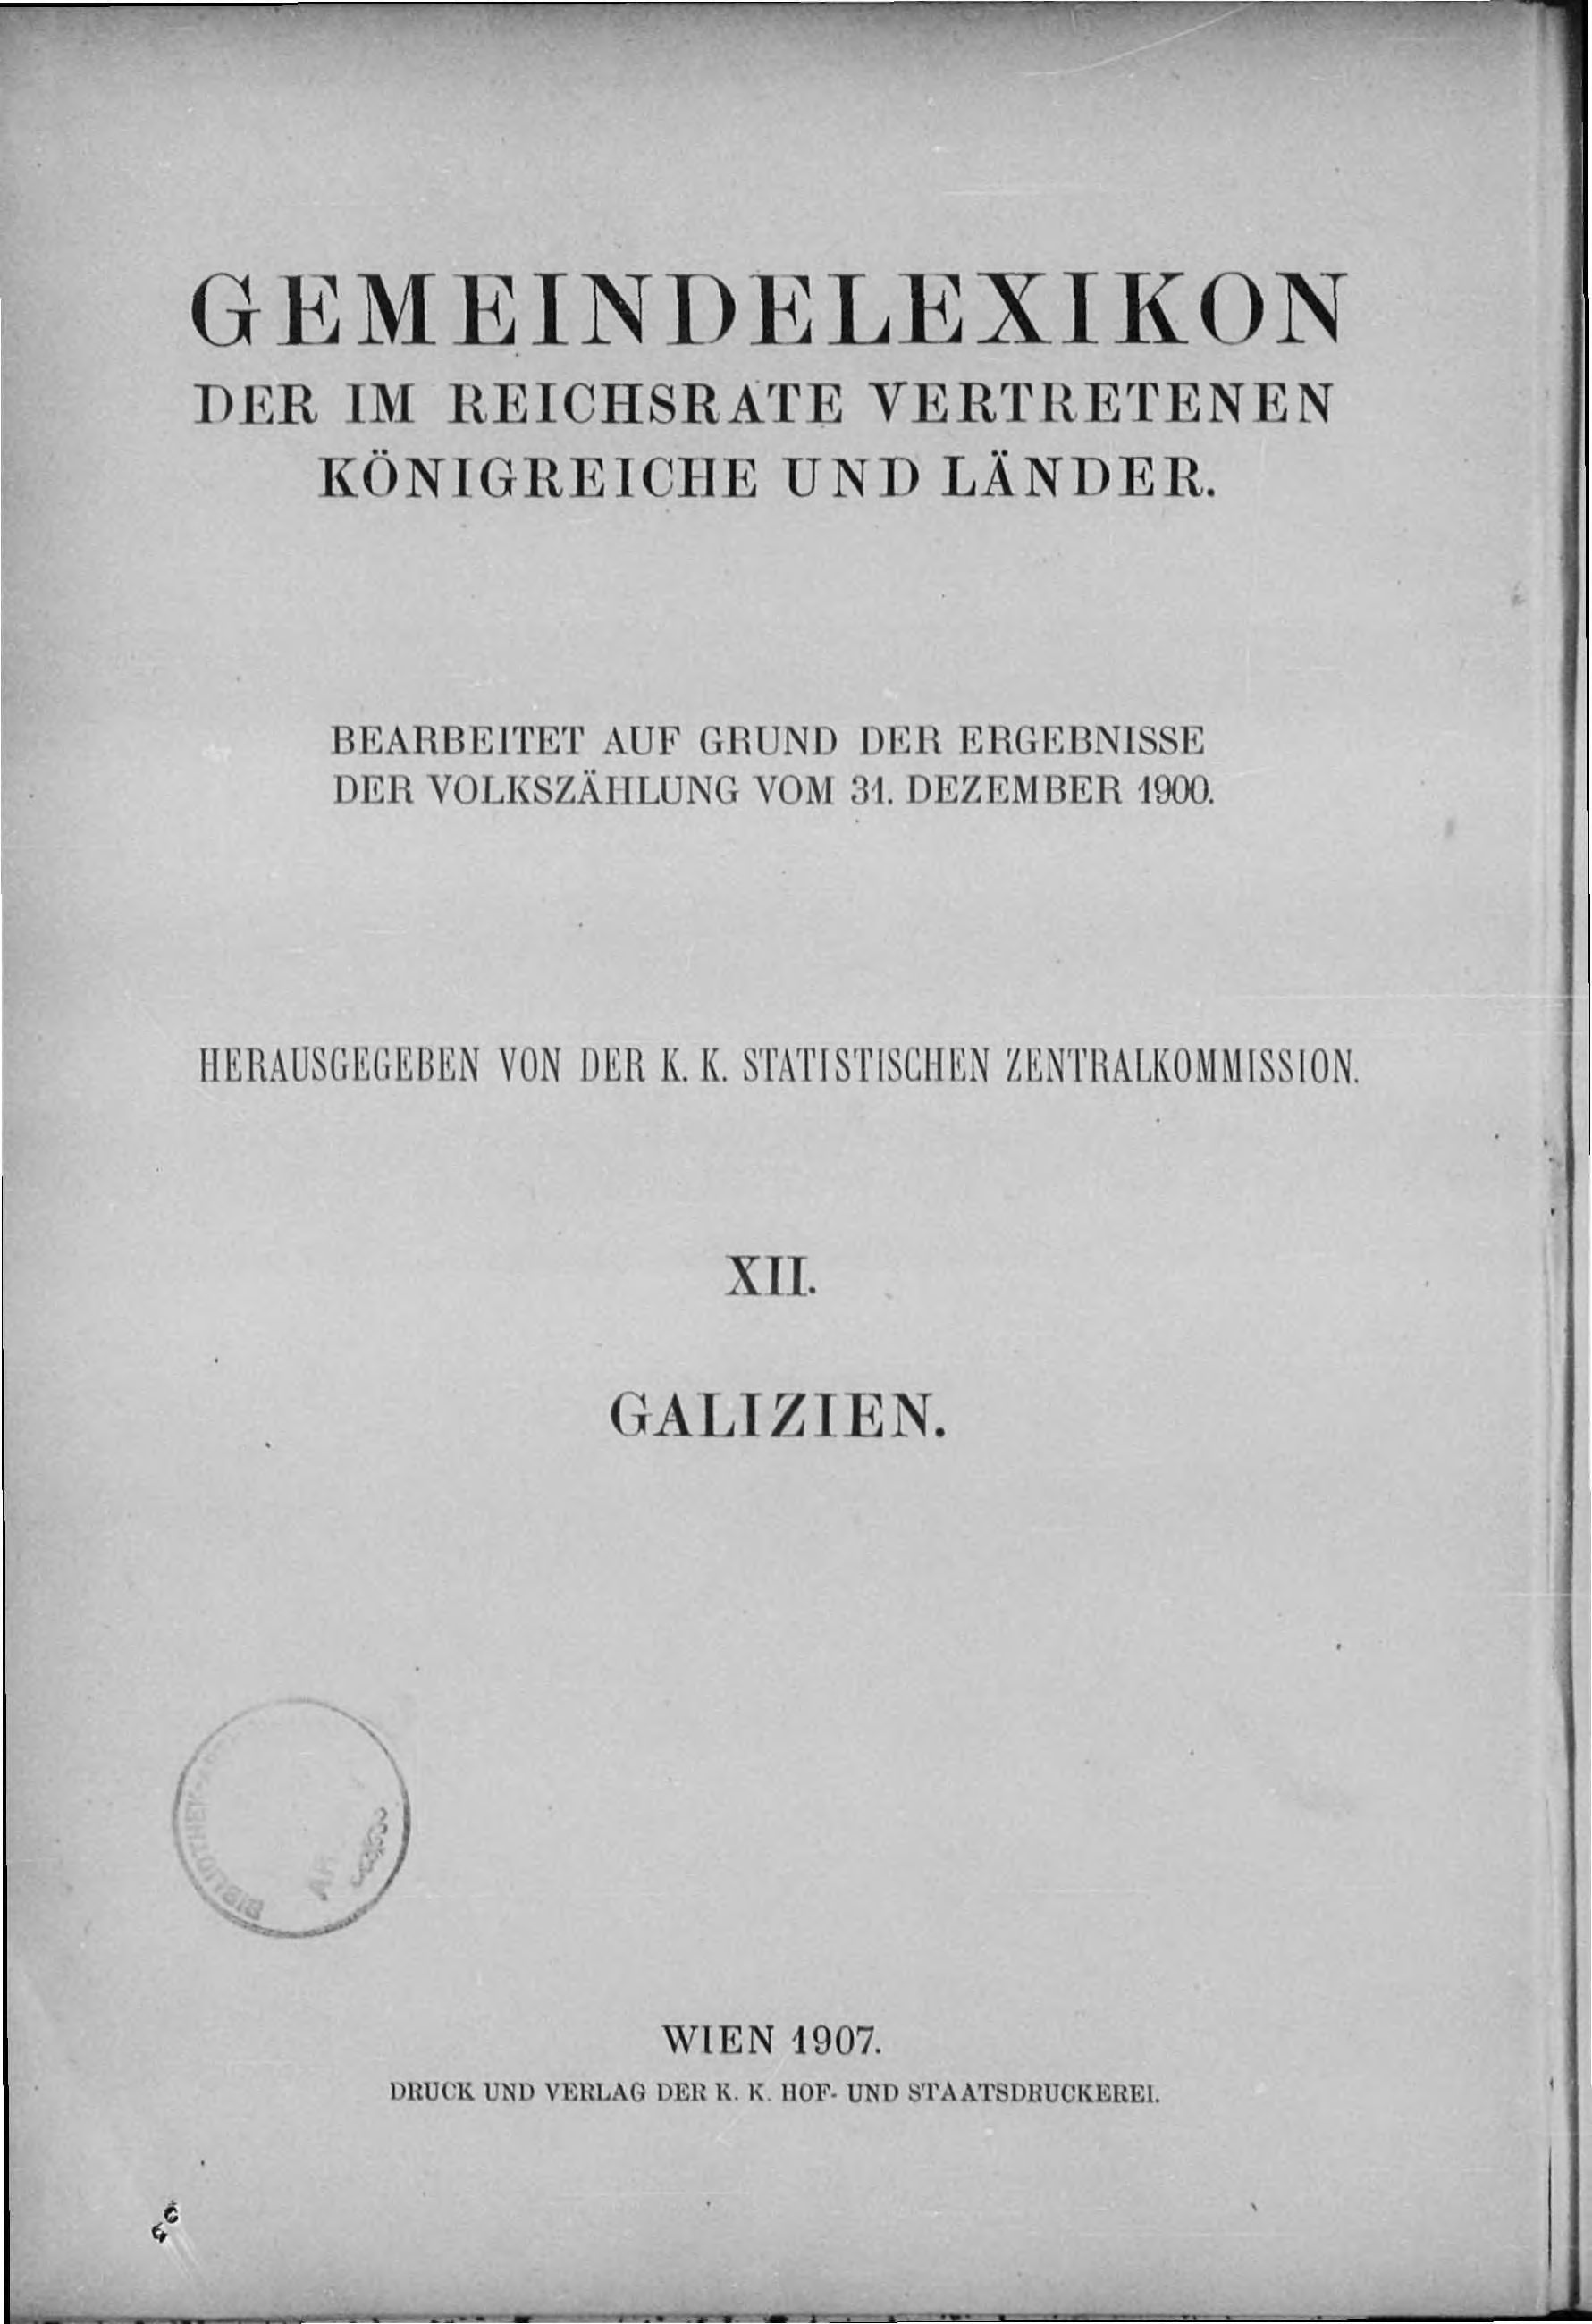 GEMEINDELEXIKON
DER IM REICHSRATE VERTRETENEN
KÖNIGREICHE UND LÄNDER.
BEARBEITET AUF GRUND DER ERGEBNISSE
DER VOLKSZÄHLUNG VOM 31. DEZEMBER 1900.
HERAUSGEGEBEN VON DER K. K. STATISTISCHEN ZENTRALKOMMISSION.
XII.
GALIZIEN.
BIBLIOTHEK
WIEN 1907.
DRUCK UND VERLAG DER K. K. HOF- UND STAATSDRUCKEREI.